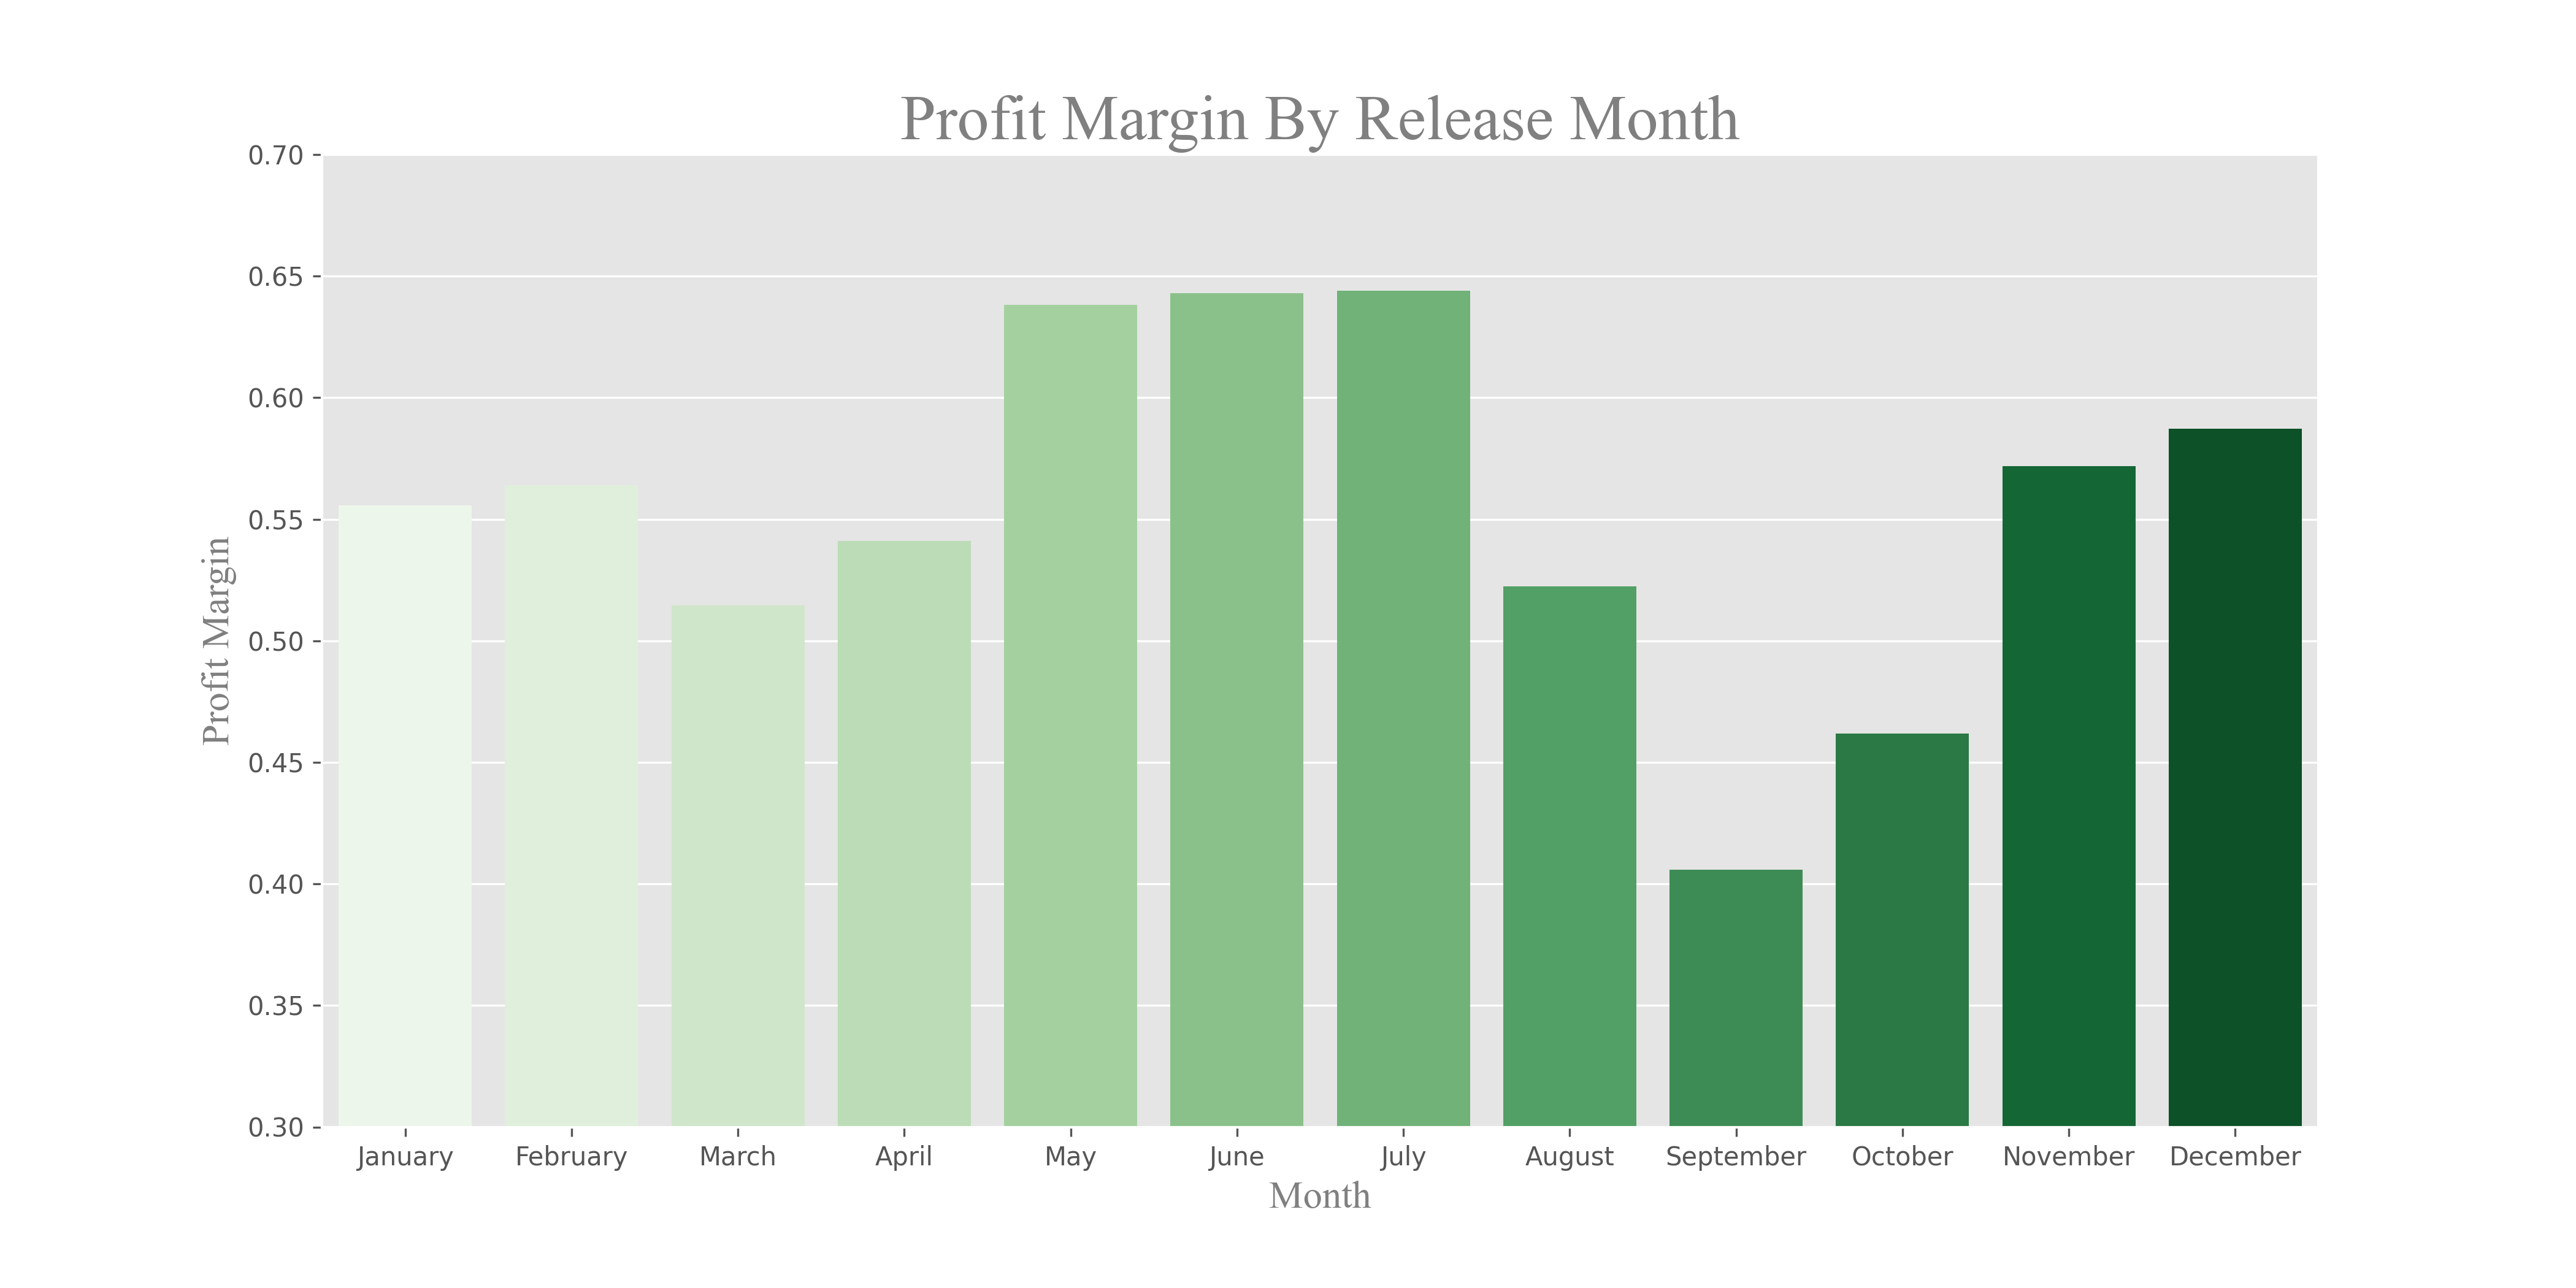 Profit Margin By Release Month
0.70
0.65
0.60
0.55
0.50
0.45
0.40
0.35
0.30
Profit Margin
January February March April May June July August September October November December
Month